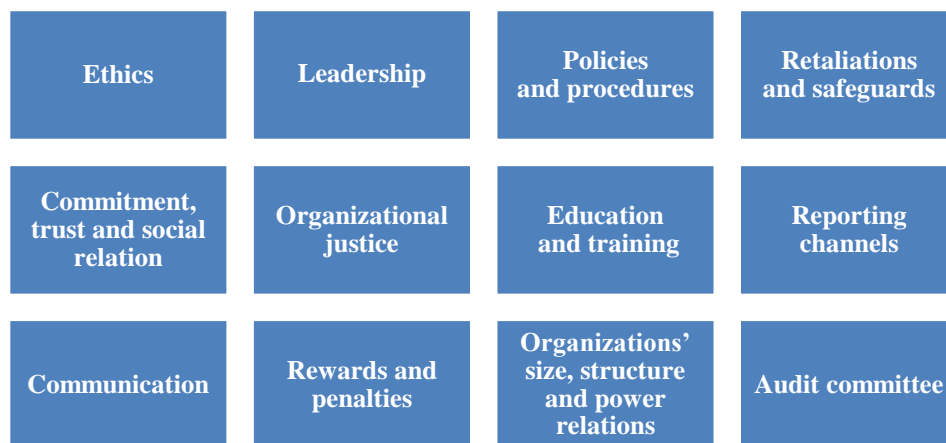 Ethics
Leadership
Policies
and procedures
Retaliations
and safeguards
Commitment,
trust and social
relation
Organizational
justice
Education
and training
Reporting
channels
Communication
Rewards and
penalties
Organizations’
size, structure
and power
relations
Audit committee